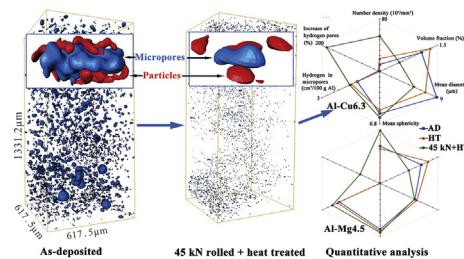 Micropores
Particles
1331.2μm
617.5μm
617.5μm
As-deposited
45 kN rolled + heat treated
Number density (10³/mm³)
80
Increase of
hydrogen pores
(%) 200
Volume fraction
(%)
1.5
Hydrogen in
micropores
(cm³/100 g Al)
3
Mean diamet
(μm)
9
Al-Cu6.3
0.8 Mean sphericity
AD
HT
45 kN+H
Al-Mg4.5
Quantitative analysis